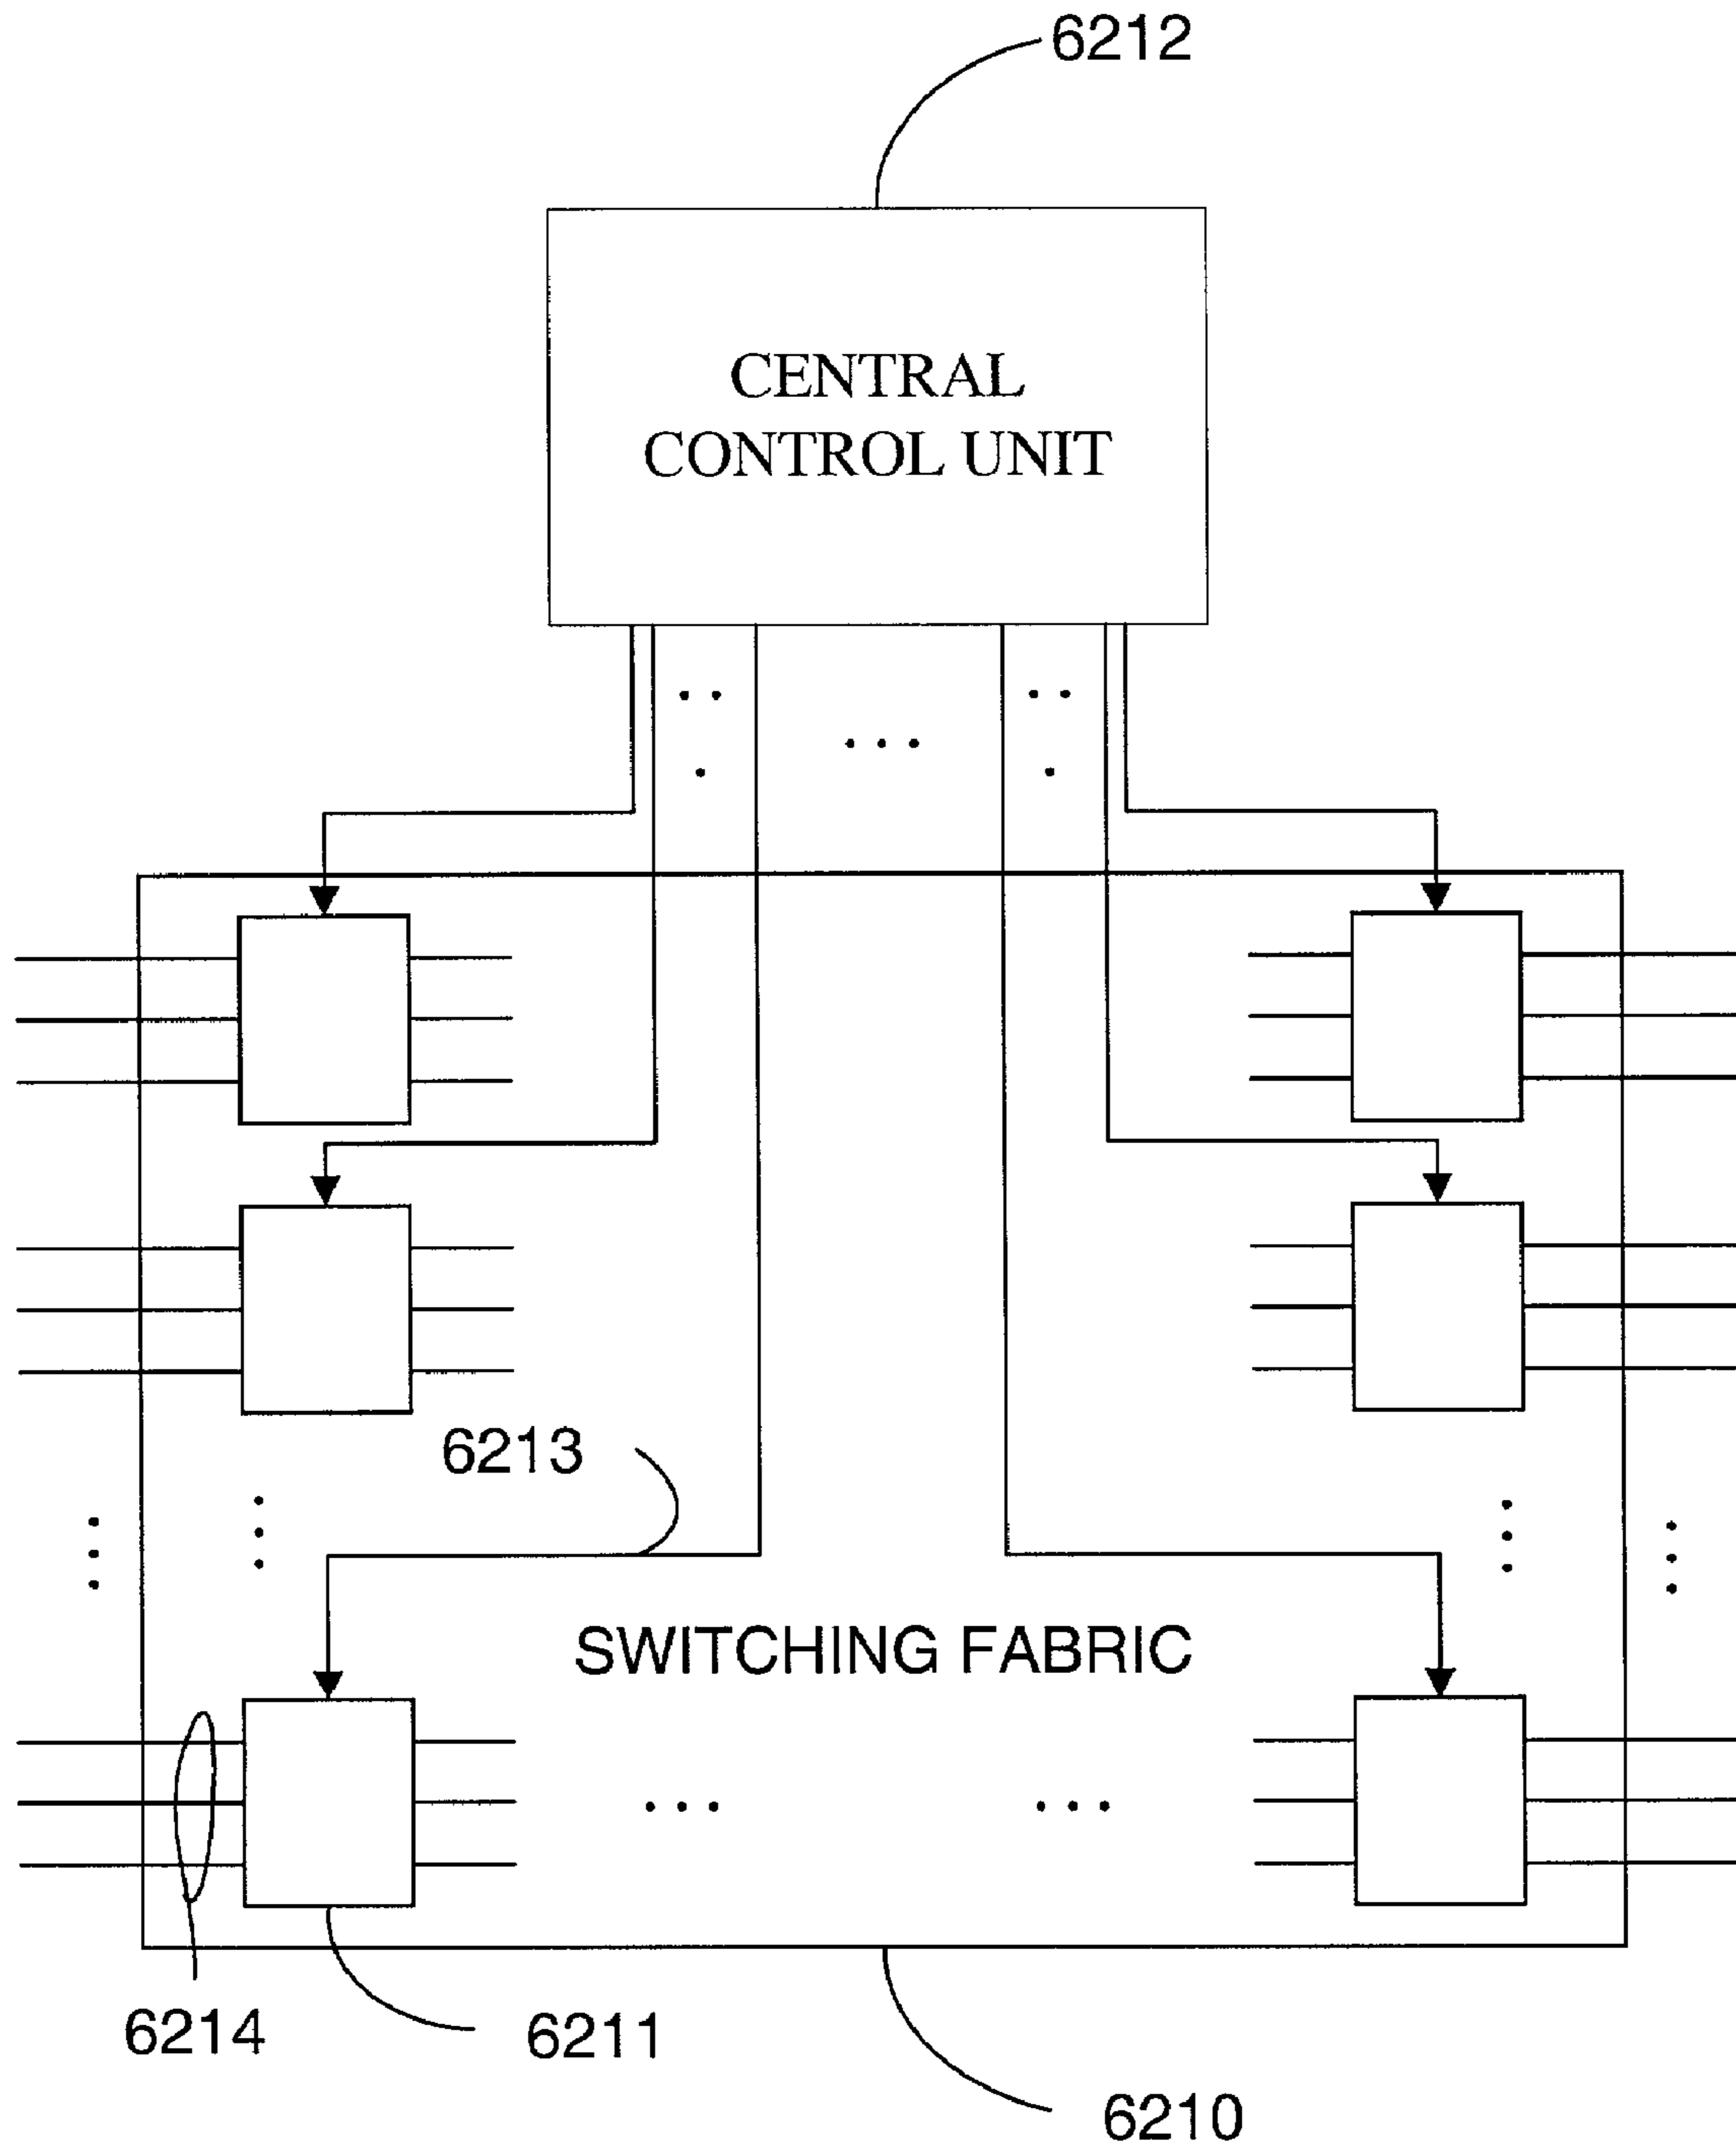 6212
CENTRAL
CONTROL UNIT
6213
SWITCHING FABRIC
6214
6211
6210